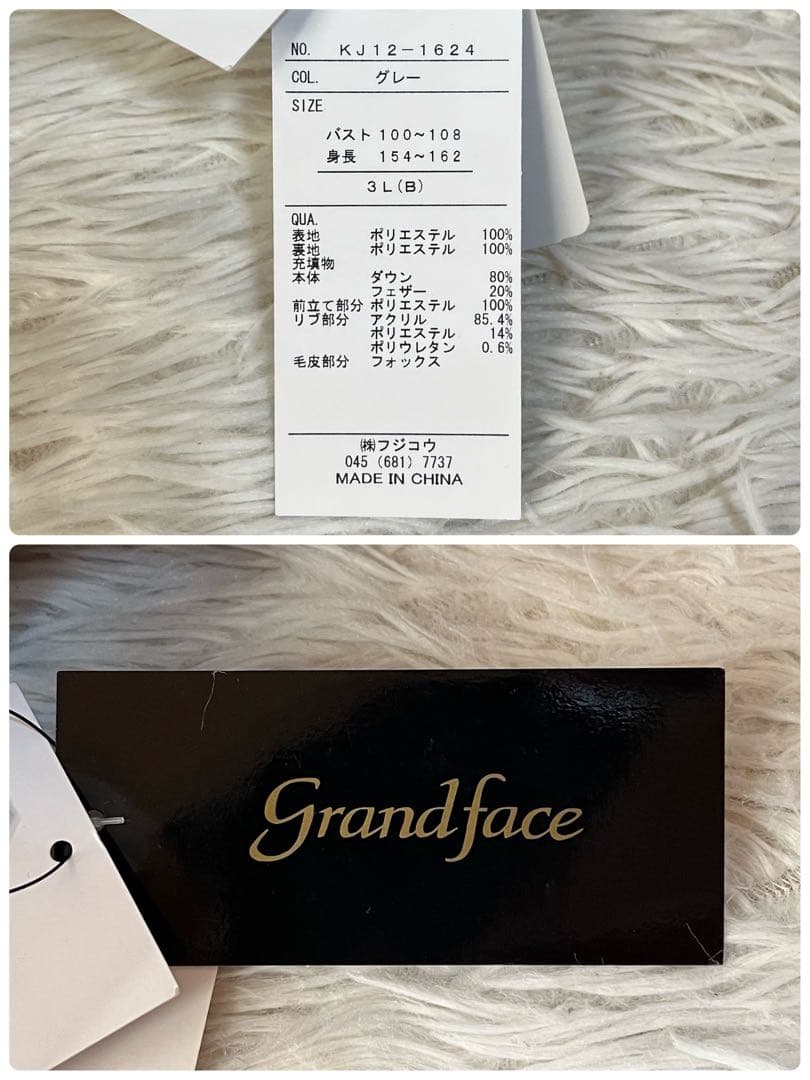 NO. KJ12-1624
COL. グレー
SIZE
バスト 100~108
身長 154~162
3L(B)
QUA.
表地 ポリエステル 100%
裏地 ポリエステル 100%
充填物
本体 ダウン 80%
フェザー 20%
前立て部分 ポリエステル 100%
リブ部分 アクリル 85.4%
ポリエステル 14%
ポリウレタン 0.6%
毛皮部分 フォックス
㈱フジコウ
045 (681) 7737
MADE IN CHINA
Grandface